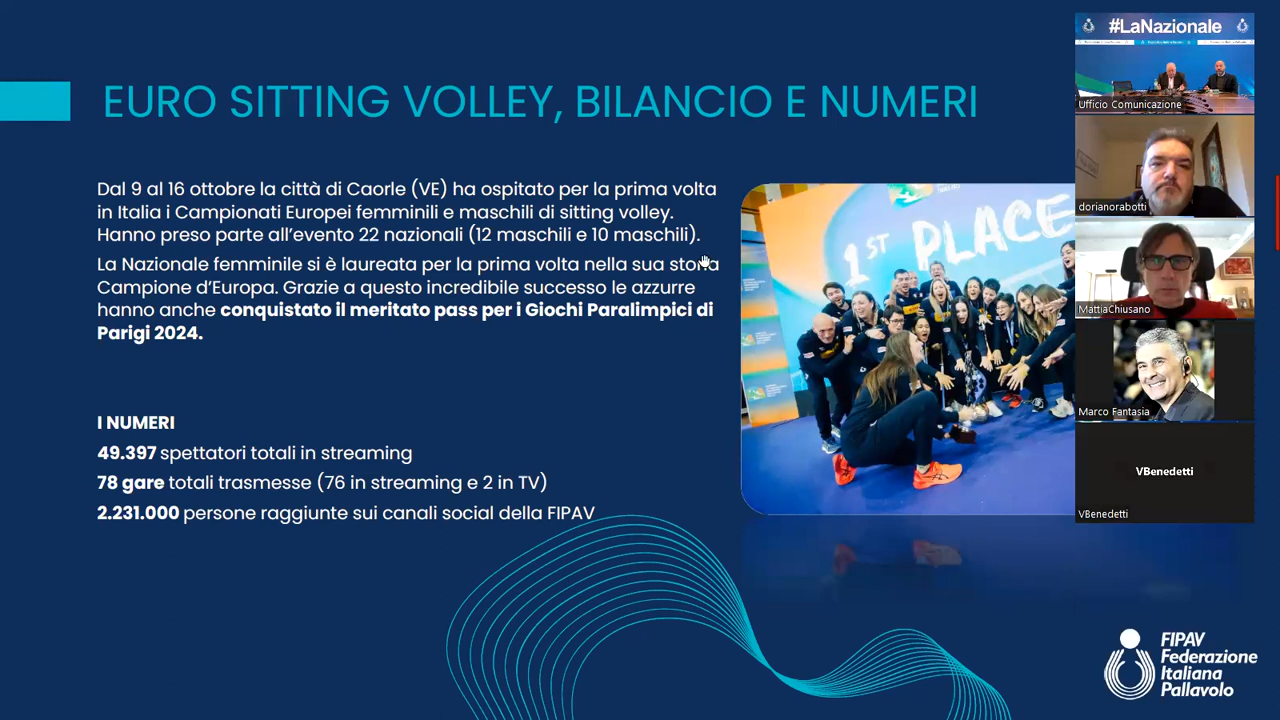 EURO SITTING VOLLEY, BILANCIO E NUMERI
Dal 9 al 16 ottobre la città di Caorle (VE) ha ospitato per la prima volta
in Italia i Campionati Europei femminili e maschili di sitting volley.
Hanno preso parte all'evento 22 nazionali (12 maschili e 10 maschili).
La Nazionale femminile si è laureata per la prima volta nella sua storia
Campione d'Europa. Grazie a questo incredibile successo le azzurre
hanno anche conquistato il meritato pass per i Giochi Paralimpici di
Parigi 2024.
I NUMERI
49.397 spettatori totali in streaming
78 gare totali trasmesse (76 in streaming e 2 in TV)
2.231.000 persone raggiunte sui canali social della FIPAV
1ST PLACE
#LaNazionale
Ufficio Comunicazione
dorianorabotti
MattiaChiusano
Marco Fantasia
VBenedetti
VBenedetti
FIPAV
Federazione
Italiana
Pallavolo